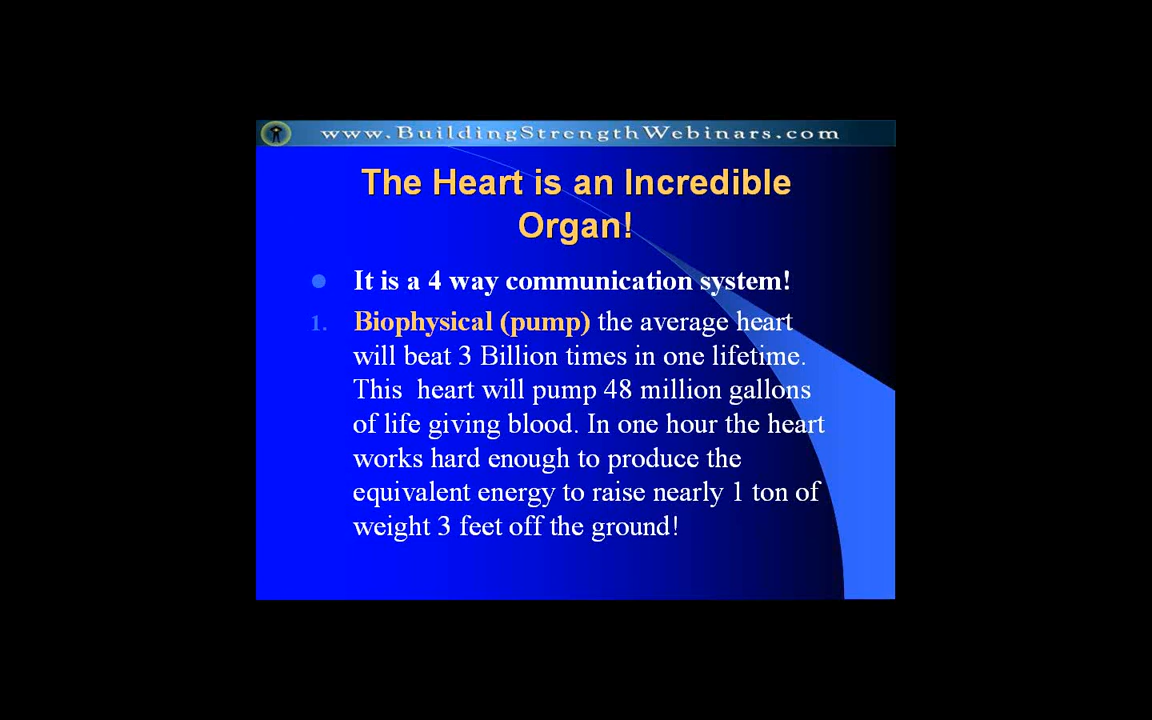 www.BuildingStrengthWebinars.com
The Heart is an Incredible
Organ!
It is a 4 way communication system!
1. Biophysical (pump) the average heart
will beat 3 Billion times in one lifetime.
This heart will pump 48 million gallons
of life giving blood. In one hour the heart
works hard enough to produce the
equivalent energy to raise nearly 1 ton of
weight 3 feet off the ground!